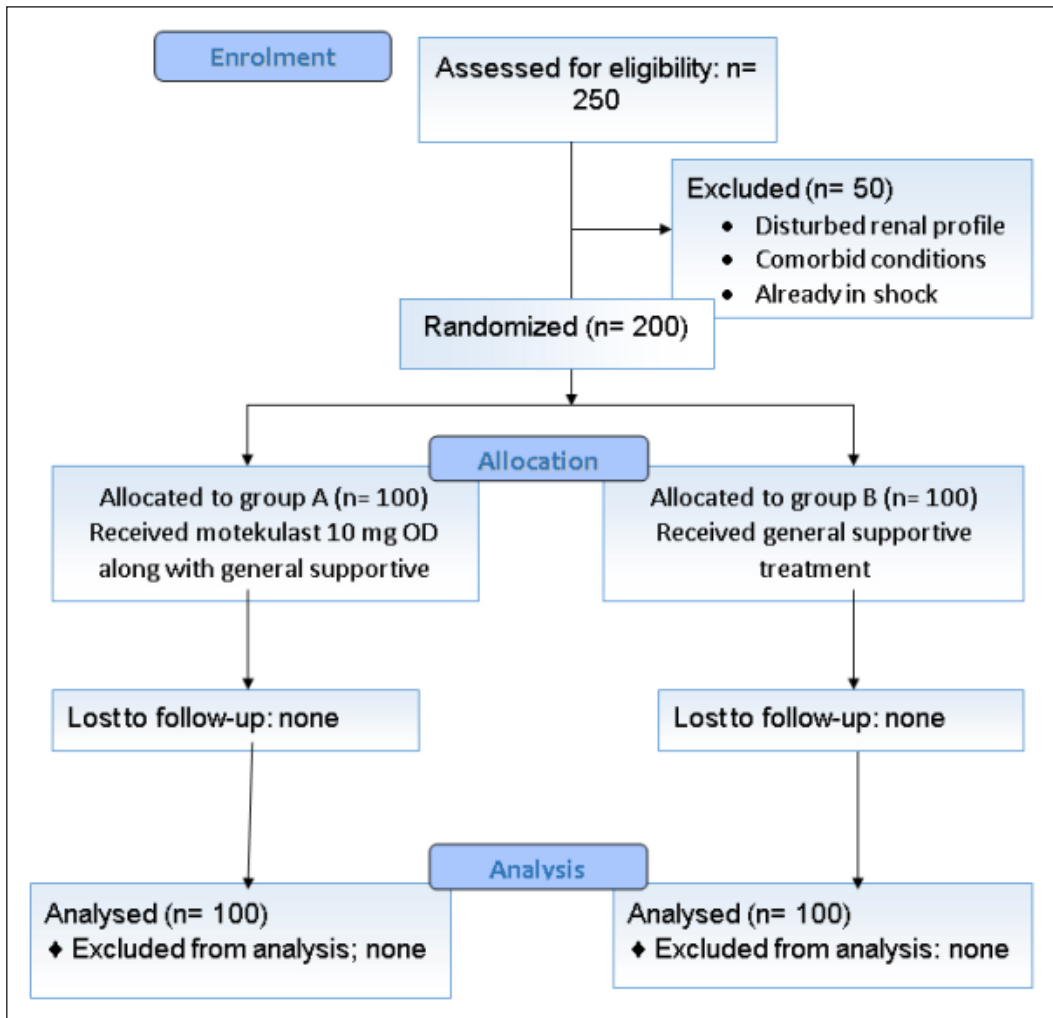 Enrolment
Assessed for eligibility: n=
250
Excluded (n= 50)
• Disturbed renal profile
• Comorbid conditions
• Already in shock
Randomized (n= 200)
Allocation
Allocated to group A (n= 100)
Received motekulast 10 mg OD
along with general supportive
Allocated to group B (n= 100)
Received general supportive
treatment
Lost to follow-up: none
Lost to follow-up: none
Analysis
Analysed (n= 100)
♦ Excluded from analysis; none
Analysed (n= 100)
♦ Excluded from analysis: none